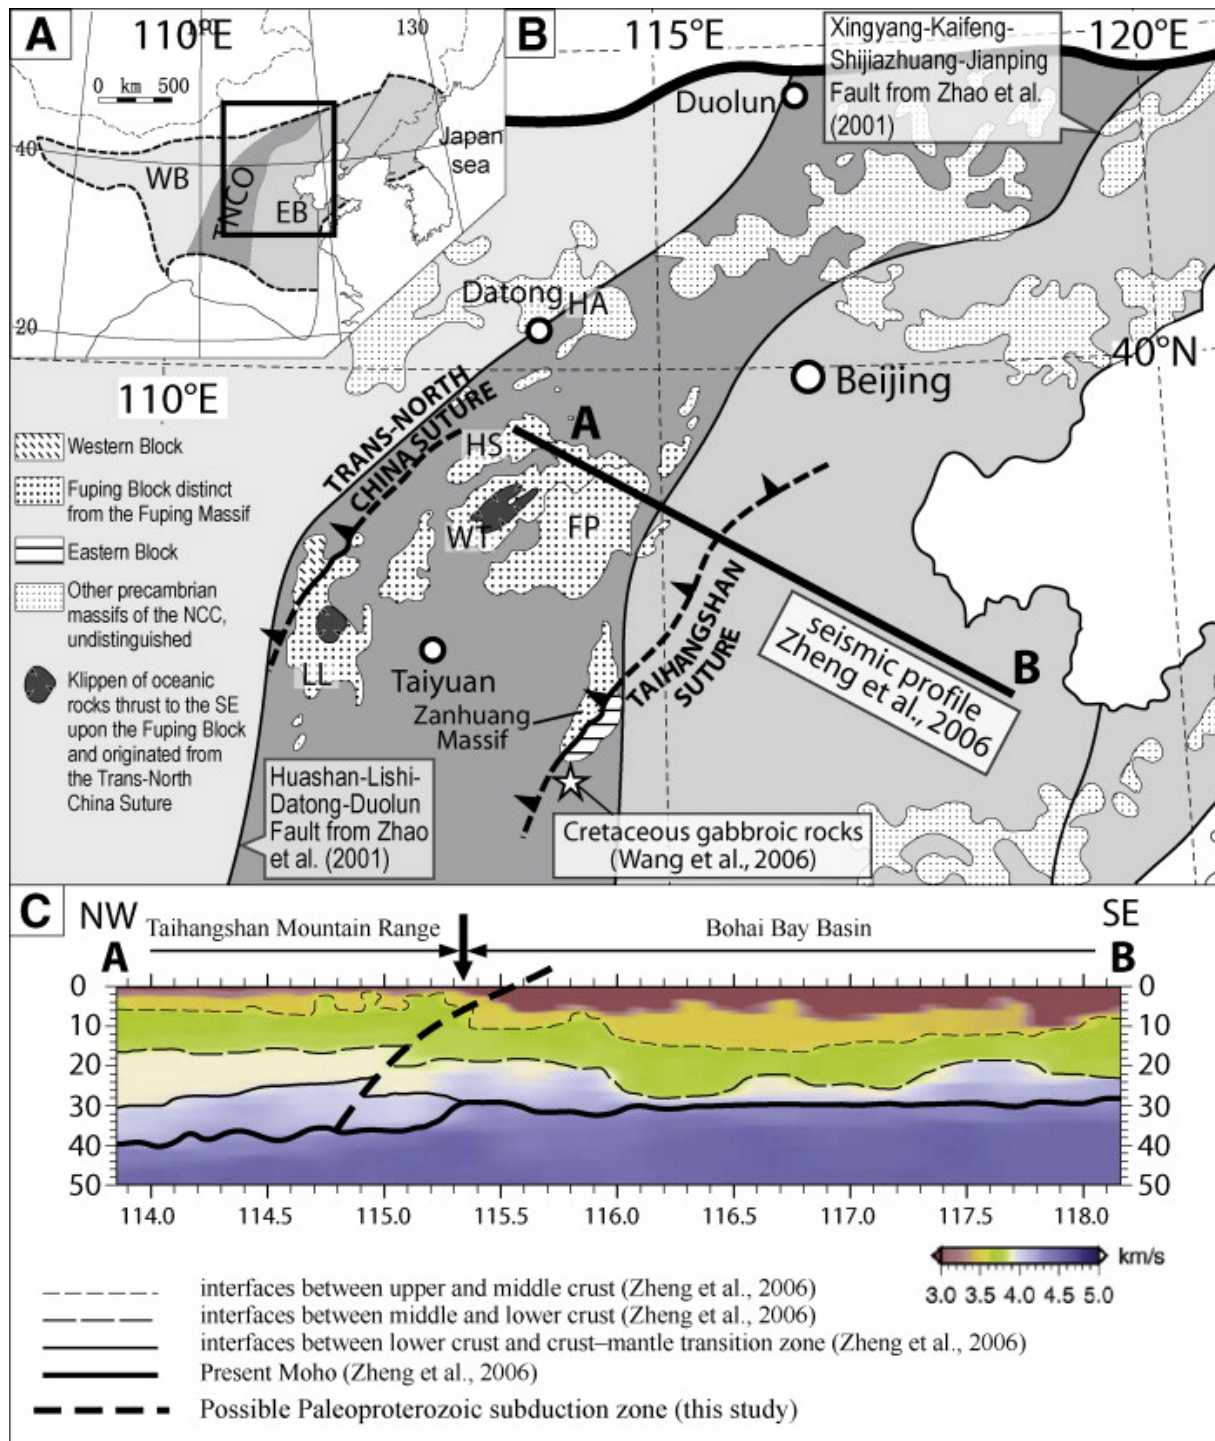 A
110°E
110
130
0 km 500
40
20
WB
TNCO
EB
Japan
sea
110°E
B
115°E
120°E
40°N
Xingyang-Kaifeng-
Shijiazhuang-Jianping
Fault from Zhao et al.
(2001)
Duolun
Datong
HA
Beijing
TRANS-NORTH
CHINA SUTURE
HS
A
WT
FP
LL
Taiyuan
Zanhuang
Massif
TAIHANGSHAN
SUTURE
B
seismic profile
Zheng et al., 2006
Huashan-Lishi-
Datong-Duolun
Fault from Zhao
et al. (2001)
Cretaceous gabbroic rocks
(Wang et al., 2006)
Western Block
Fuping Block distinct
from the Fuping Massif
Eastern Block
Other precambrian
massifs of the NCC,
undistinguished
Klippen of oceanic
rocks thrust to the SE
upon the Fuping Block
and originated from
the Trans-North
China Suture
C
NW
SE
Taihangshan Mountain Range
Bohai Bay Basin
A
B
0
10
20
30
40
50
0
10
20
30
40
50
114.0 114.5 115.0 115.5 116.0 116.5 117.0 117.5 118.0
km/s
3.0 3.5 4.0 4.5 5.0
interfaces between upper and middle crust (Zheng et al., 2006)
interfaces between middle and lower crust (Zheng et al., 2006)
interfaces between lower crust and crust–mantle transition zone (Zheng et al., 2006)
Present Moho (Zheng et al., 2006)
Possible Paleoproterozoic subduction zone (this study)